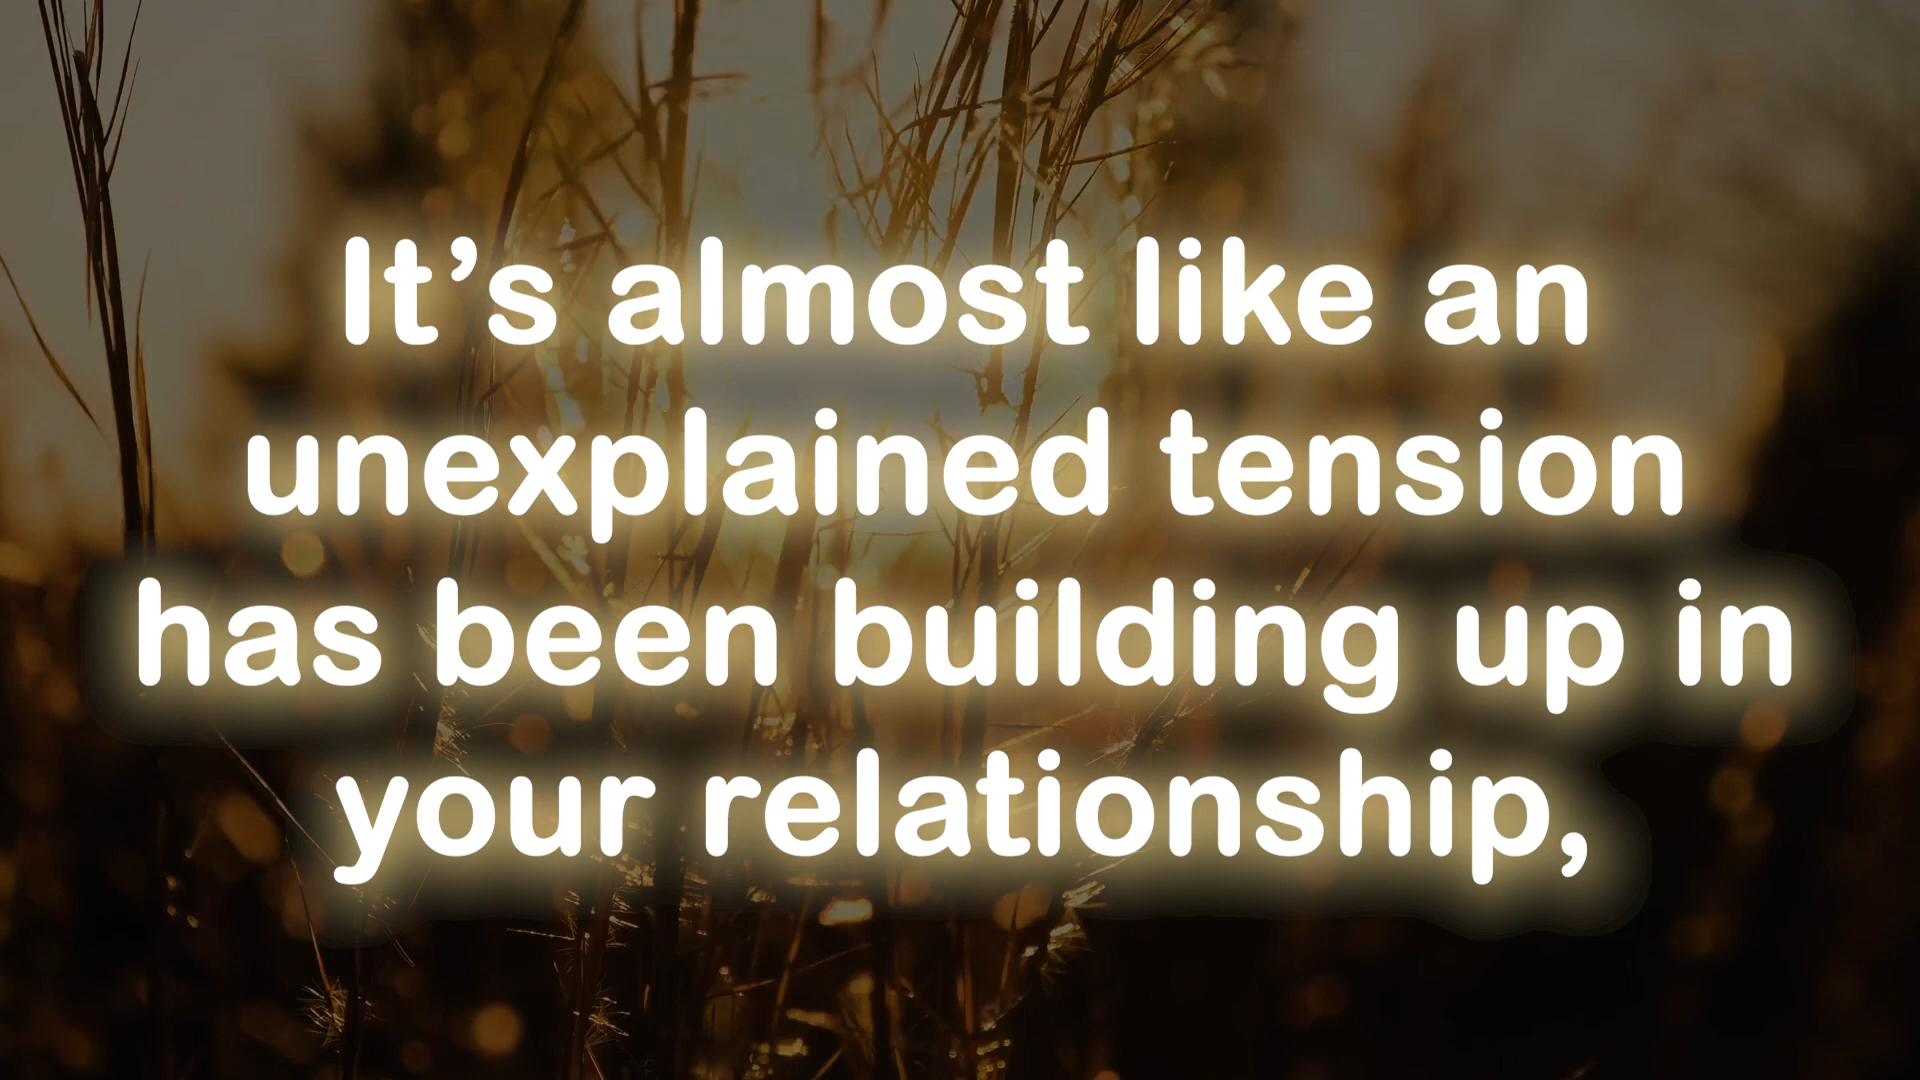 It’s almost like an
unexplained tension
has been building up in
your relationship,